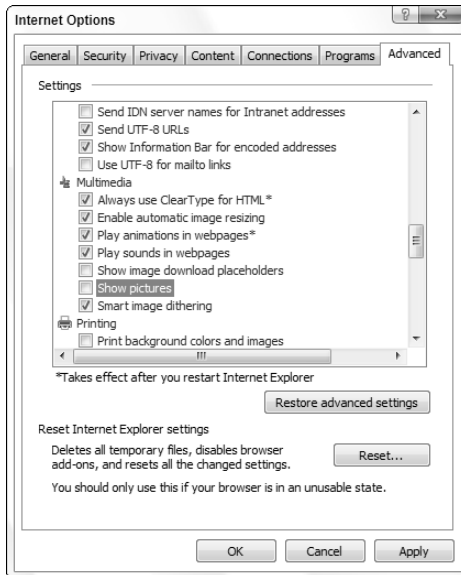 Internet Options
General Security Privacy Content Connections Programs Advanced
Settings
Send IDN server names for Intranet addresses
Send UTF-8 URLs
Show Information Bar for encoded addresses
Use UTF-8 for mailto links
Multimedia
Always use ClearType for HTML*
Enable automatic image resizing
Play animations in webpages*
Play sounds in webpages
Show image download placeholders
Show pictures
Smart image dithering
Printing
Print background colors and images
*Takes effect after you restart Internet Explorer
Restore advanced settings
Reset Internet Explorer settings
Deletes all temporary files, disables browser
add-ons, and resets all the changed settings.
Reset...
You should only use this if your browser is in an unusable state.
OK Cancel Apply